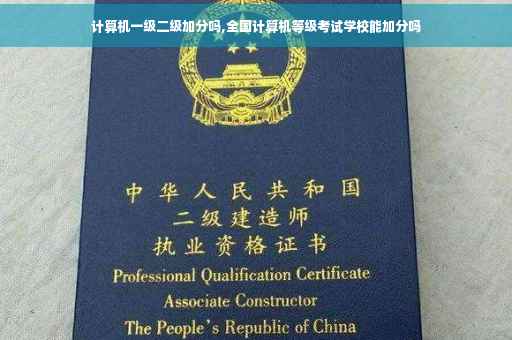 计算机一级二级加分吗,全国计算机等级考试学校能加分吗
中华人民共和国
二级建造师
执业资格证书
Professional Qualification Certificate
Associate Constructor
The People's Republic of China